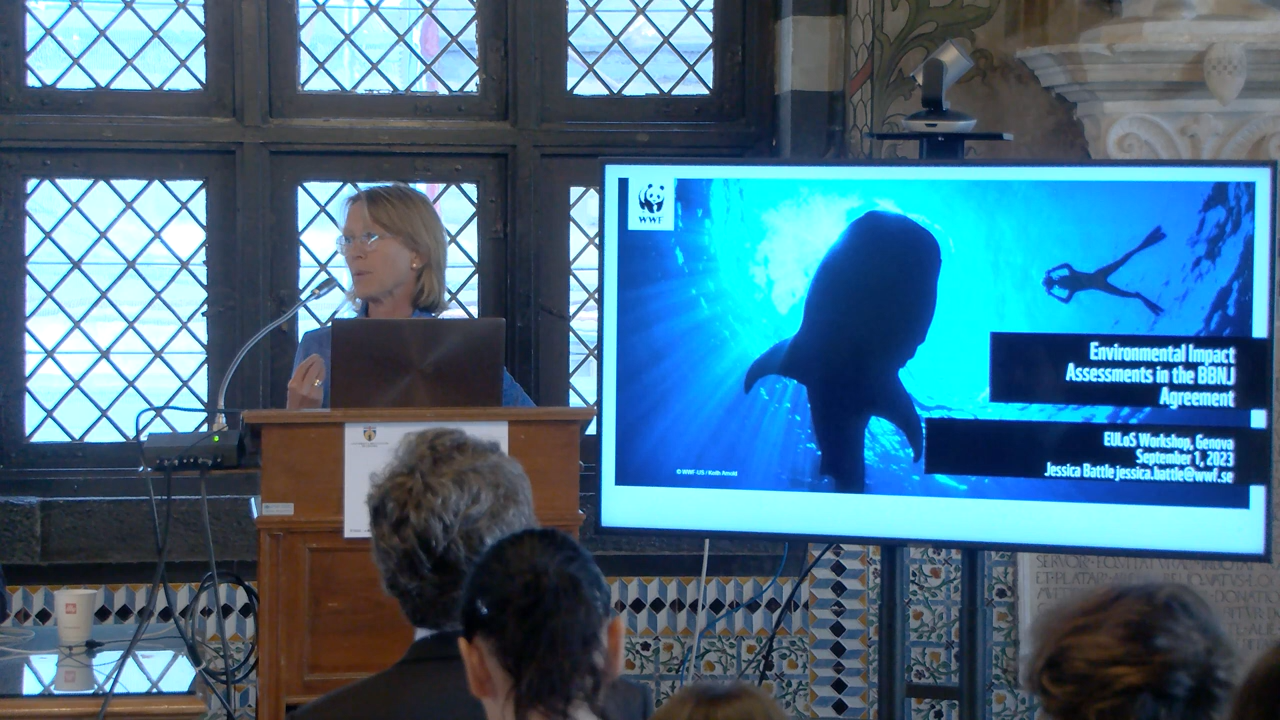 WWF
Environmental Impact
Assessments in the BBNJ
Agreement
EULoS Workshop, Genova
September 1, 2023
Jessica Battle jessica.battle@wwf.se
© WWF-US / Keith Arnold
illy